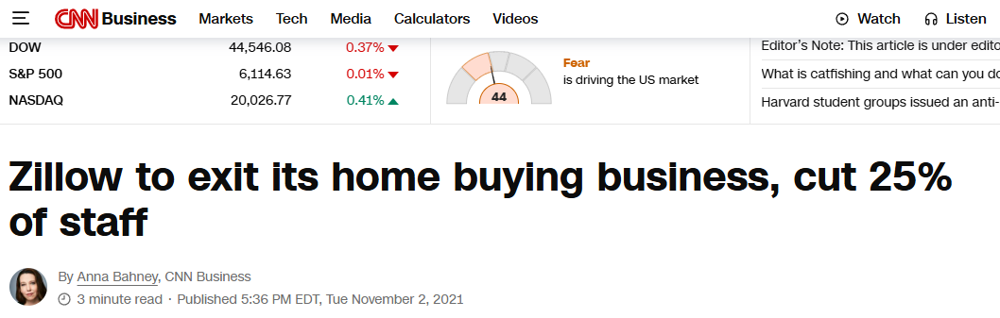 CNN Business Markets Tech Media Calculators Videos Watch Listen
DOW 44,546.08 0.37%
S&P 500 6,114.63 0.01%
NASDAQ 20,026.77 0.41%
44
Fear
is driving the US market
Editor's Note: This article is under edito
What is catfishing and what can you do
Harvard student groups issued an anti-
Zillow to exit its home buying business, cut 25%
of staff
By Anna Bahney, CNN Business
3 minute read · Published 5:36 PM EDT, Tue November 2, 2021